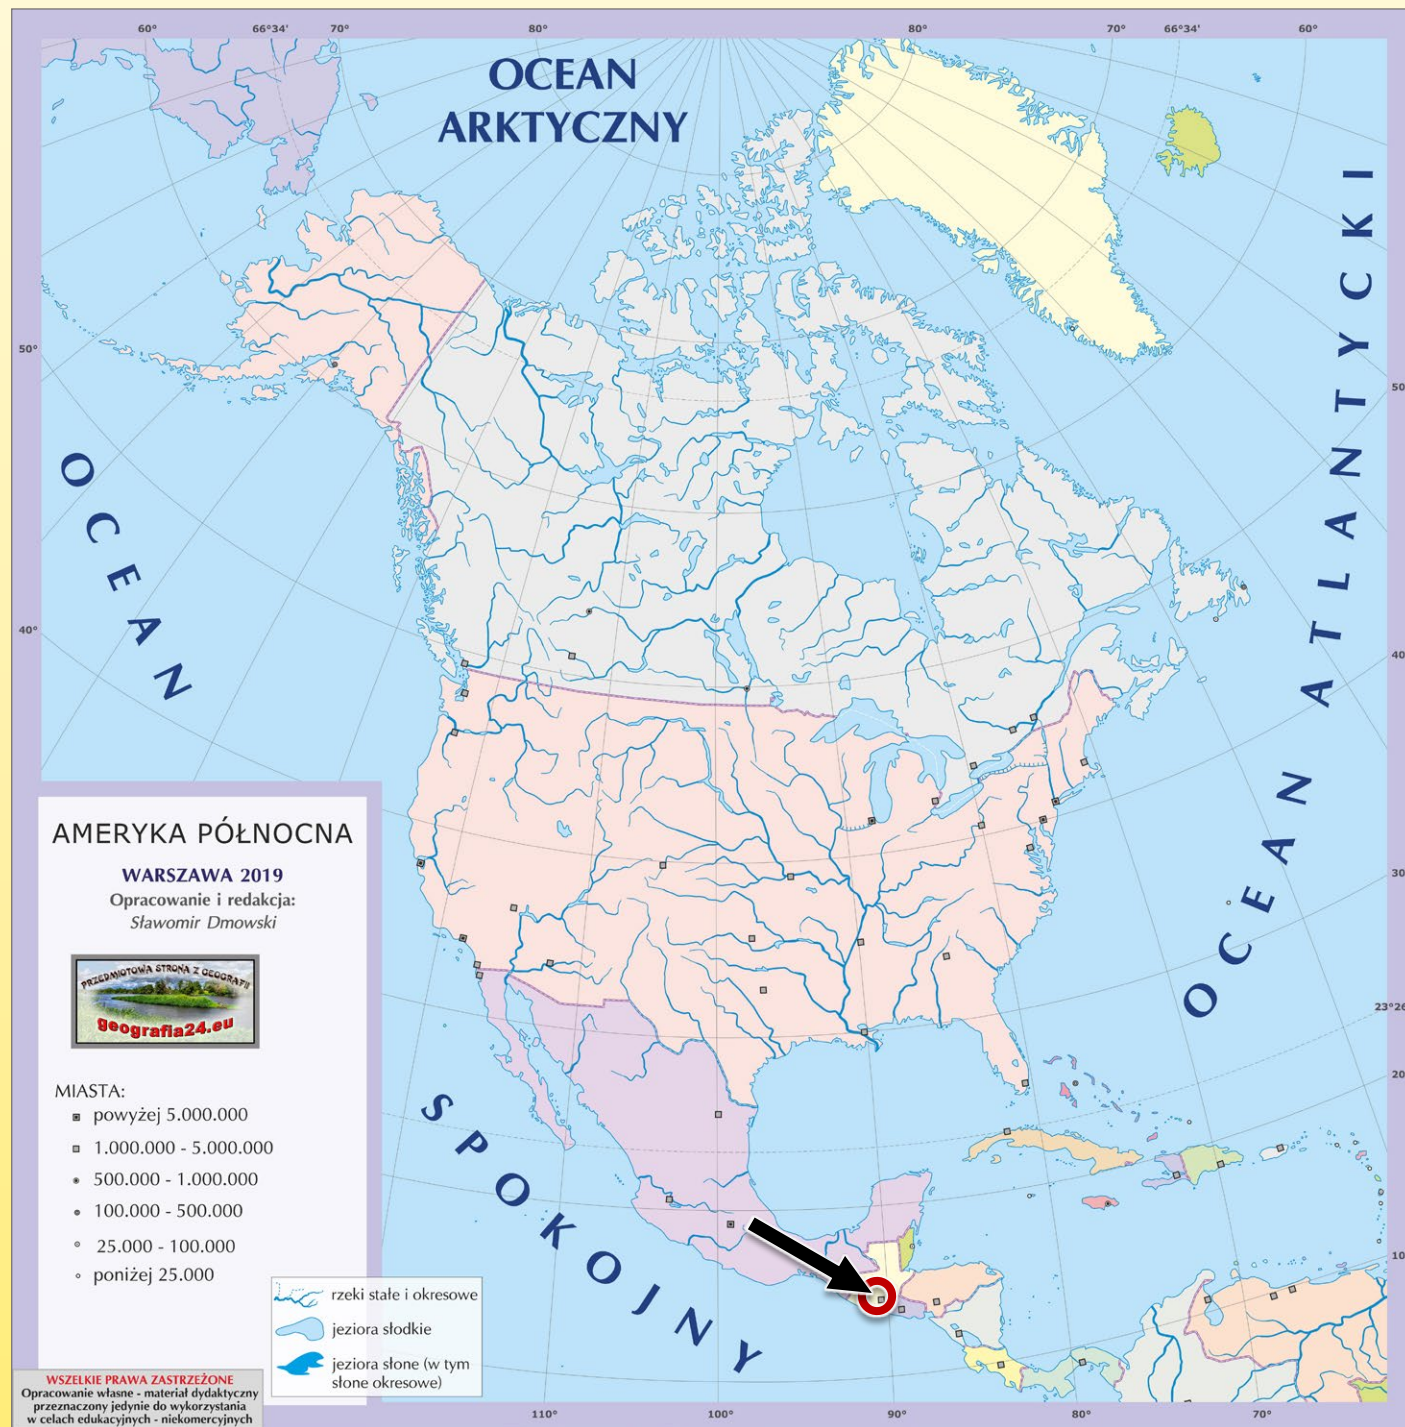 60° 66°34' 70° 80° 80° 70° 66°34' 60°
OCEAN
ARKTYCZNY
OCEAN ATLANTYCKI
50°
50
OCEAN
SPOKOJNY
40°
40
30
23°26
20
10
110° 100° 90° 80° 70°
AMERYKA PÓŁNOCNA
WARSZAWA 2019
Opracowanie i redakcja:
Sławomir Dmowski
PRZEDMIOTOWA STRONA Z GEOGRAFII
geografia24.eu
MIASTA:
powyżej 5.000.000
1.000.000 - 5.000.000
500.000 - 1.000.000
100.000 - 500.000
25.000 - 100.000
poniżej 25.000
rzeki stałe i okresowe
jeziora słodkie
jeziora słone (w tym
słone okresowe)
WSZELKIE PRAWA ZASTRZEŻONE
Opracowanie własne - materiał dydaktyczny
przeznaczony jedynie do wykorzystania
w celach edukacyjnych - niekomercyjnych